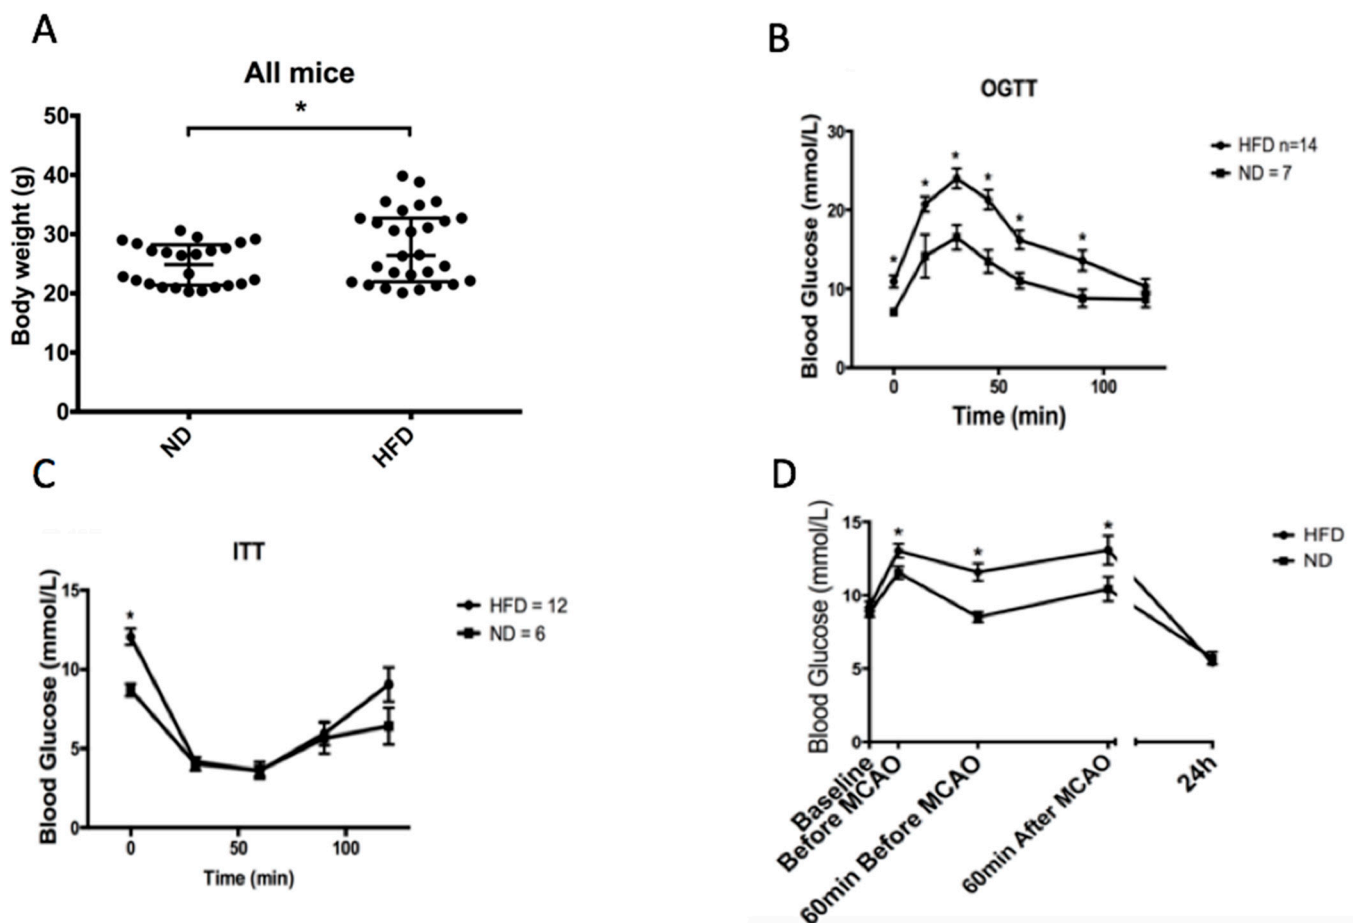 A
All mice
*
50
40
30
20
10
0
Body weight (g)
ND
HFD
B
OGTT
Blood Glucose (mmol/L)
30
20
10
0
* * * * * *
HFD n=14
ND = 7
0 50 100
Time (min)
C
ITT
Blood Glucose (mmol/L)
15
10
5
0
*
HFD = 12
ND = 6
0 50 100
Time (min)
D
Blood Glucose (mmol/L)
15
10
5
0
* * *
HFD
ND
Baseline
Before MCAO
60min Before MCAO
60min After MCAO
24h